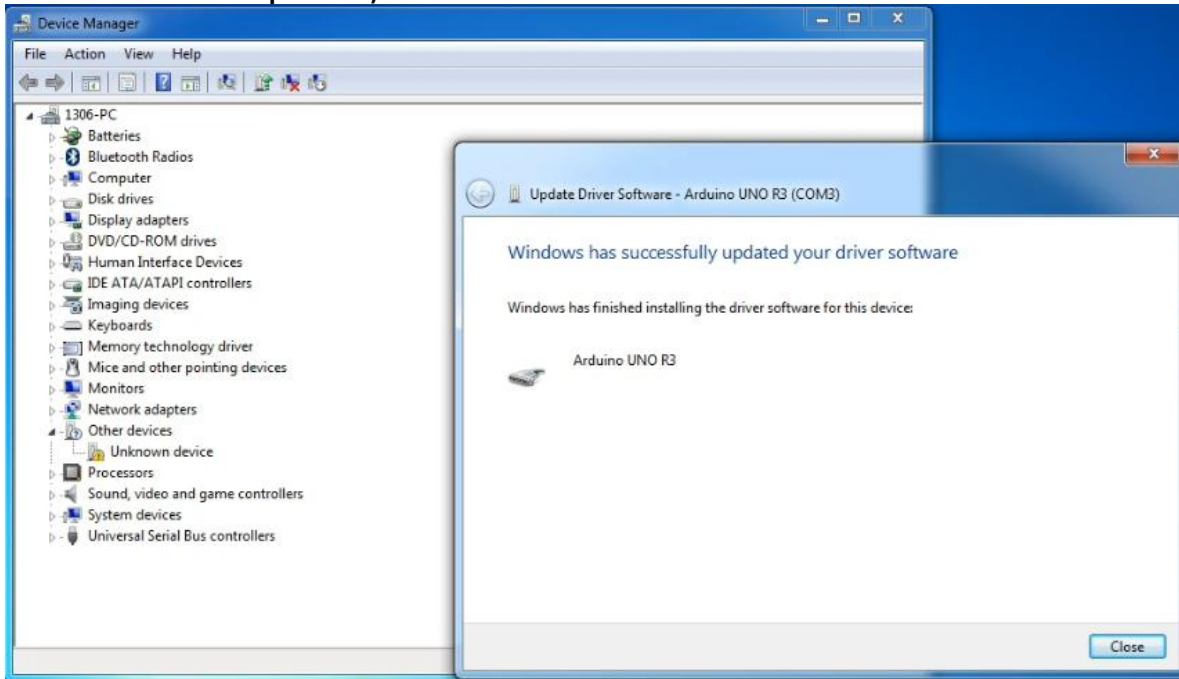 Device Manager
File Action View Help
1306-PC
Batteries
Bluetooth Radios
Computer
Disk drives
Display adapters
DVD/CD-ROM drives
Human Interface Devices
IDE ATA/ATAPI controllers
Imaging devices
Keyboards
Memory technology driver
Mice and other pointing devices
Monitors
Network adapters
Other devices
Unknown device
Processors
Sound, video and game controllers
System devices
Universal Serial Bus controllers
Update Driver Software - Arduino UNO R3 (COM3)
Windows has successfully updated your driver software
Windows has finished installing the driver software for this device:
Arduino UNO R3
Close